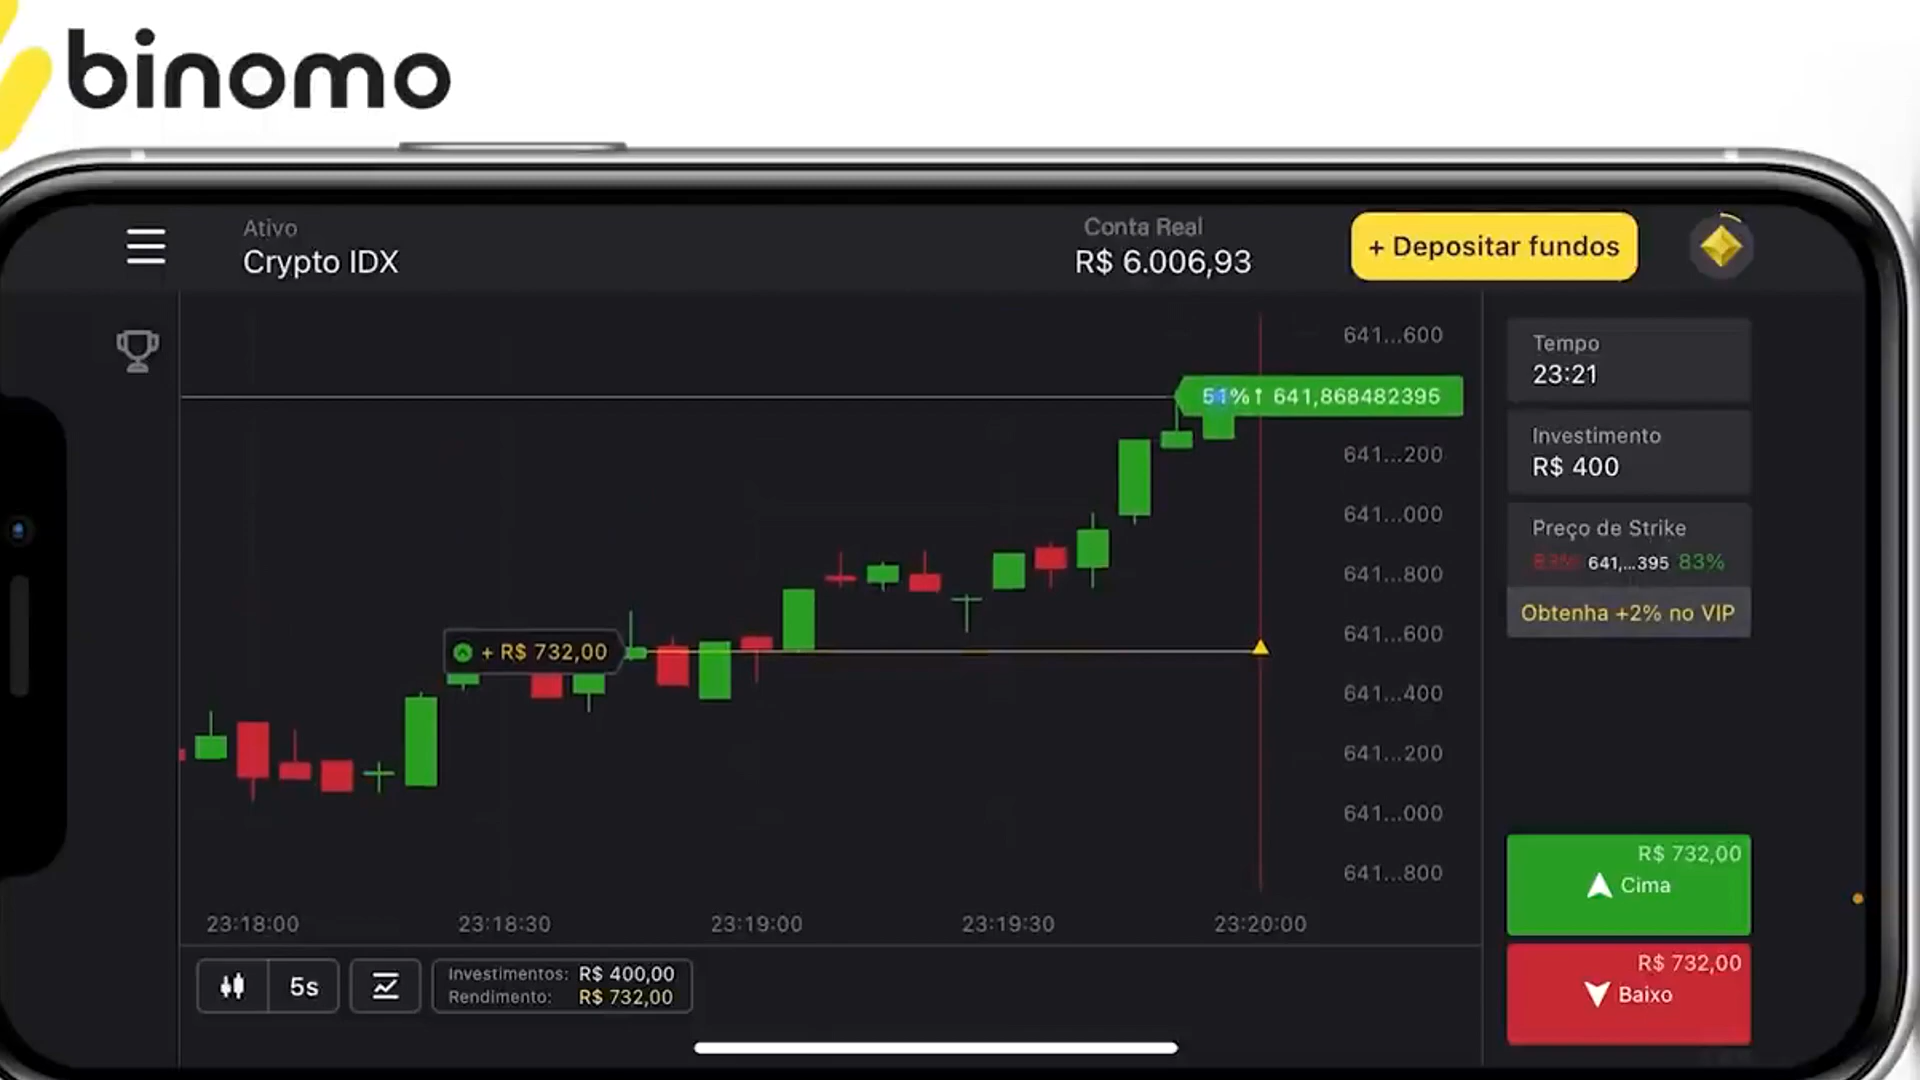 binomo
Ativo
Crypto IDX
Conta Real
R$ 6.006,93
+ Depositar fundos
641...600
51%↑ 641,868482395
641...200
641...000
641...800
641...600
641...400
641...200
641...000
641...800
+ R$ 732,00
23:18:00
23:18:30
23:19:00
23:19:30
23:20:00
5s
Investimentos: R$ 400,00
Rendimento: R$ 732,00
Tempo
23:21
Investimento
R$ 400
Preço de Strike
83% 641,...395 83%
Obtenha +2% no VIP
R$ 732,00
Cima
R$ 732,00
Baixo